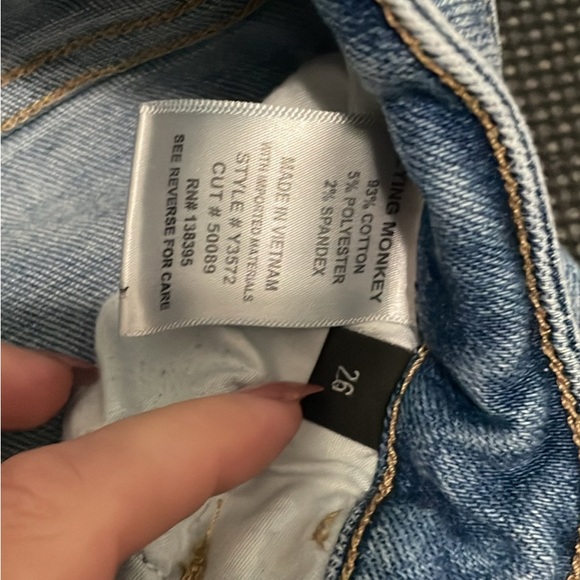 YING MONKEY
93% COTTON
5% POLYESTER
2% SPANDEX
MADE IN VIETNAM
WITH IMPORTED MATERIALS
STYLE # Y3572
CUT # 50089
RN# 138395
SEE REVERSE FOR CARE
26